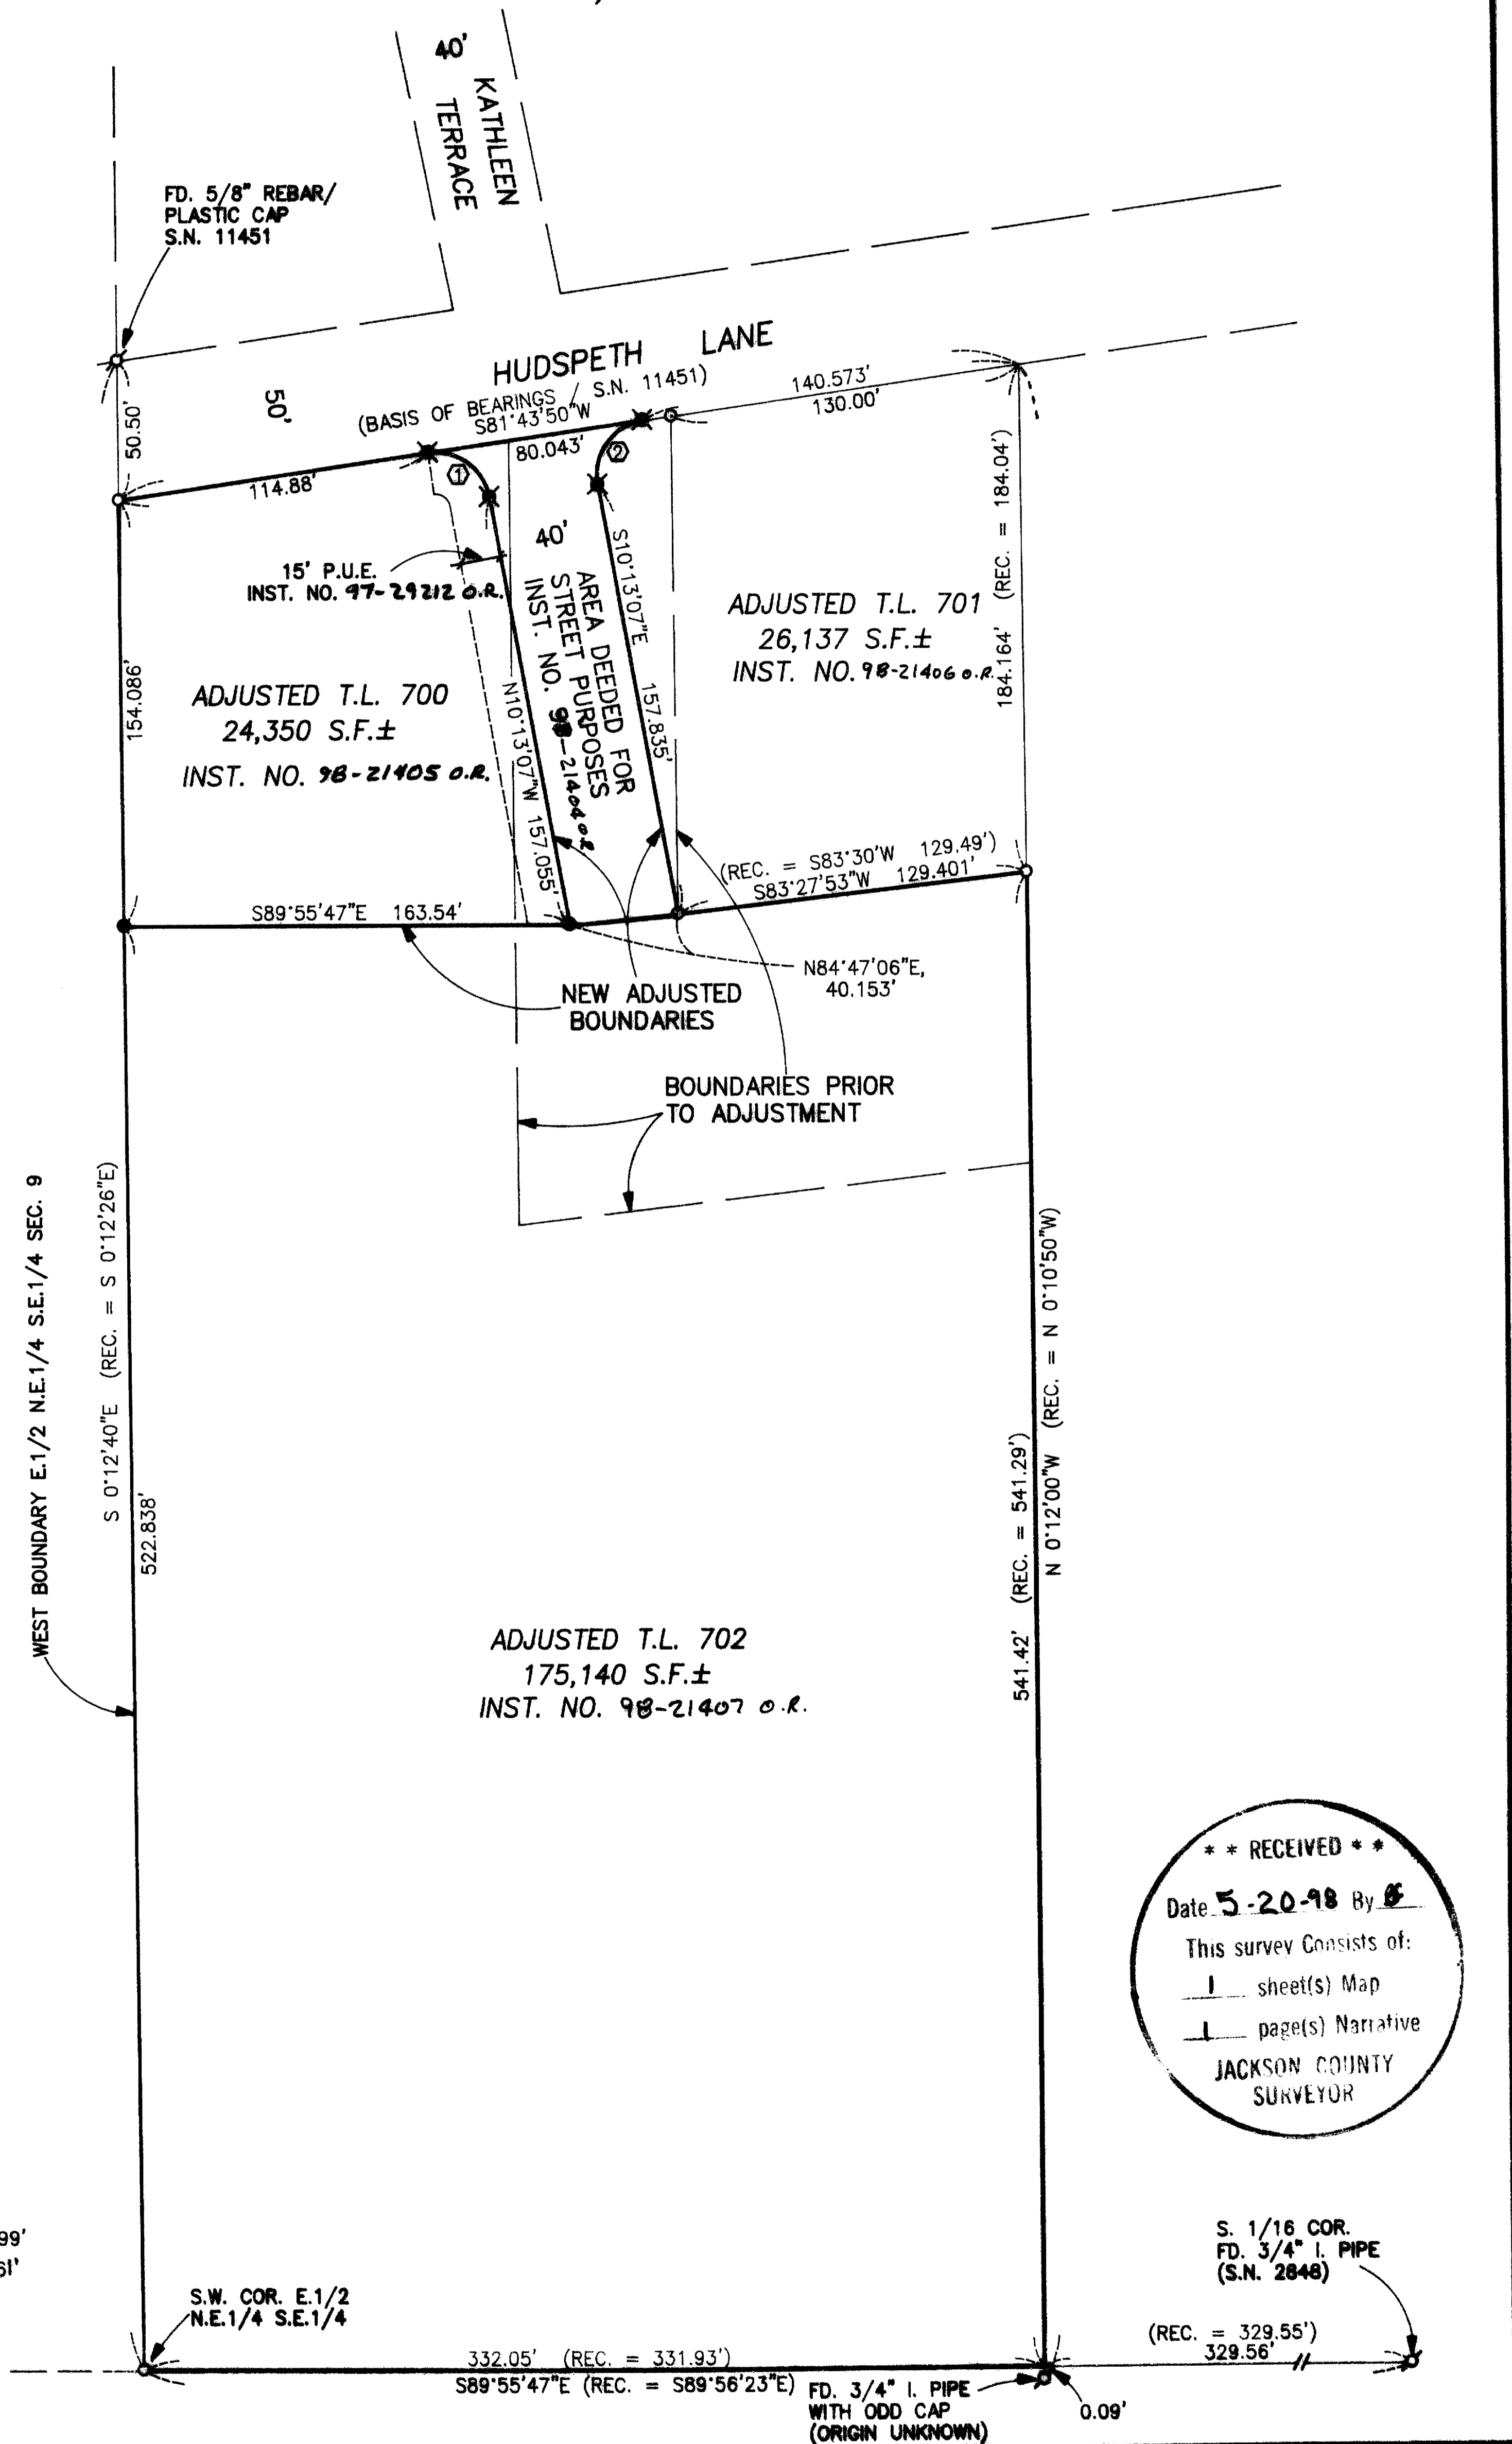 40'
KATHLEEN
TERRACE
FD. 5/8" REBAR/
PLASTIC CAP
S.N. 11451
HUDSPETH LANE
(BASIS OF BEARINGS / S.N. 11451)
S81°43'50"W
80.043'
140.573'
130.00'
50.50'
50'
114.88'
1
2
184.164' (REC. = 184.04')
15' P.U.E.
INST. NO. 97-29212 O.R.
40'
AREA DEEDED FOR
STREET PURPOSES
INST. NO. 98-21404 O.R
S10°13'07"E 157.835'
N10°13'07"W 157.055'
ADJUSTED T.L. 701
26,137 S.F.±
INST. NO. 98-21406 O.R.
154.086'
ADJUSTED T.L. 700
24,350 S.F.±
INST. NO. 98-21405 O.R.
(REC. = S83°30'W 129.49')
S83°27'53"W 129.401'
S89°55'47"E 163.54'
N84°47'06"E,
40.153'
NEW ADJUSTED
BOUNDARIES
BOUNDARIES PRIOR
TO ADJUSTMENT
WEST BOUNDARY E.1/2 N.E.1/4 S.E.1/4 SEC. 9
S 0°12'40"E (REC. = S 0°12'26"E)
522.838'
541.42' (REC. = 541.29')
N 0°12'00"W (REC. = N 0°10'50"W)
ADJUSTED T.L. 702
175,140 S.F.±
INST. NO. 98-21407 O.R.
* * RECEIVED * *
Date 5-20-98 By
This survey Consists of:
1 sheet(s) Map
1 page(s) Narrative
JACKSON COUNTY
SURVEYOR
99'
61'
S.W. COR. E.1/2
N.E.1/4 S.E.1/4
S. 1/16 COR.
FD. 3/4" I. PIPE
(S.N. 2848)
(REC. = 329.55')
329.56'
332.05' (REC. = 331.93')
S89°55'47"E (REC. = S89°56'23"E)
FD. 3/4" I. PIPE
WITH ODD CAP
(ORIGIN UNKNOWN)
0.09'